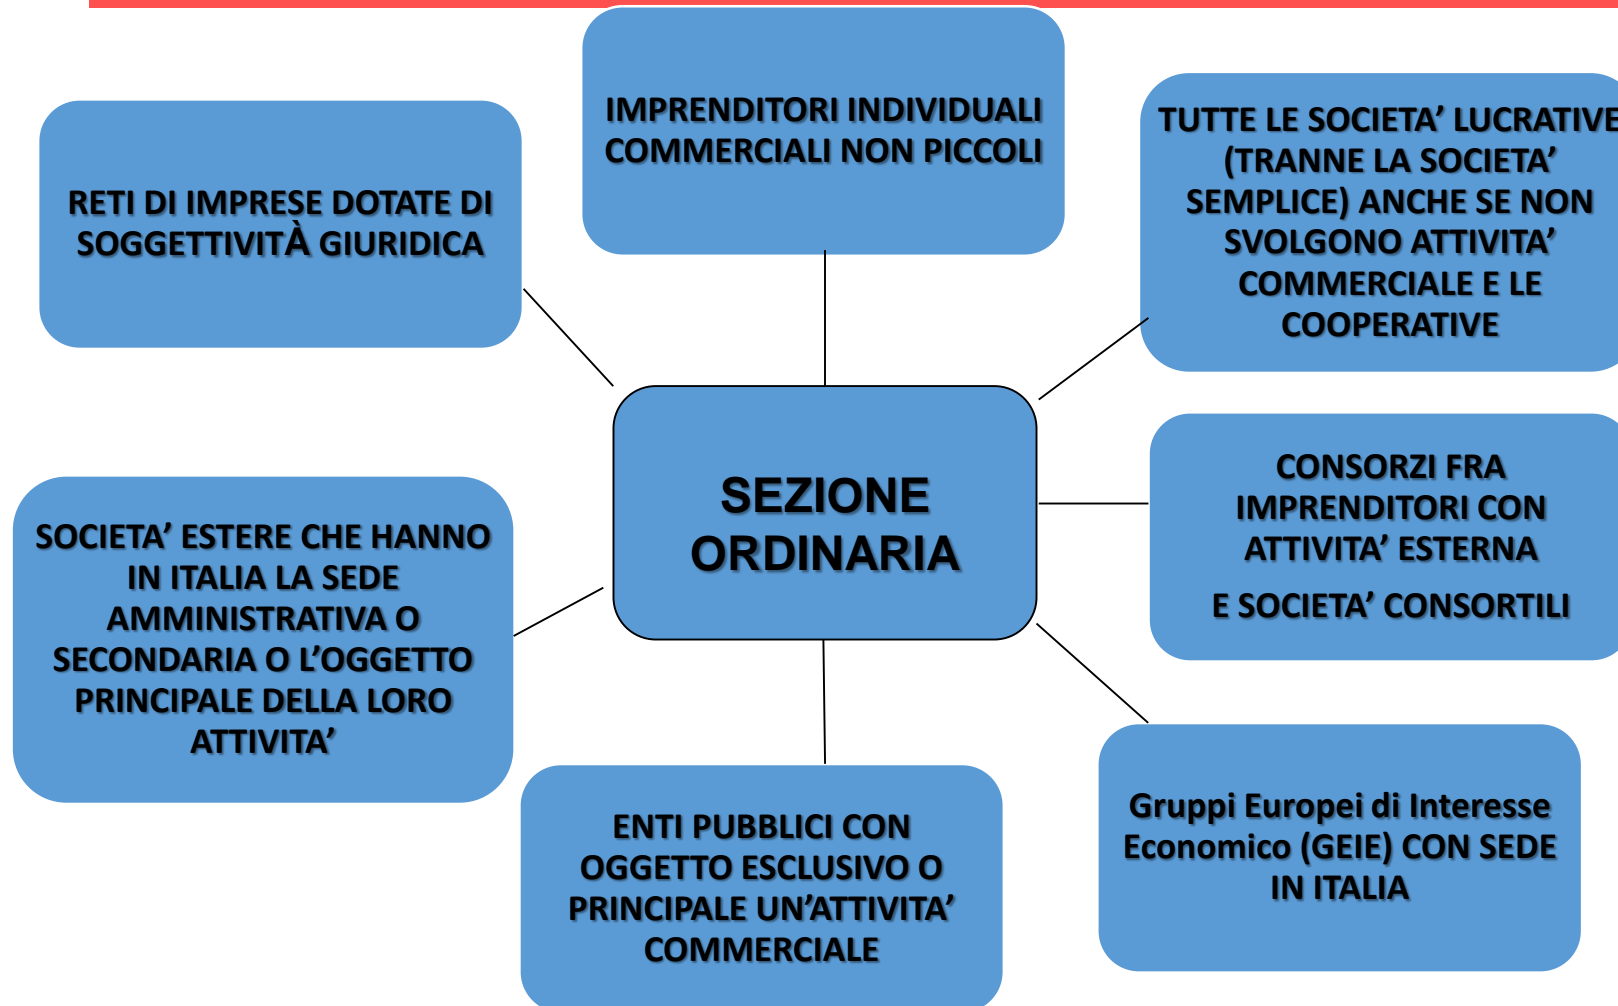 IMPRENDITORI INDIVIDUALI
COMMERCIALI NON PICCOLI
TUTTE LE SOCIETA’ LUCRATIVE
(TRANNE LA SOCIETA’
SEMPLICE) ANCHE SE NON
SVOLGONO ATTIVITA’
COMMERCIALE E LE
COOPERATIVE
RETI DI IMPRESE DOTATE DI
SOGGETTIVITÀ GIURIDICA
SEZIONE
ORDINARIA
CONSORZI FRA
IMPRENDITORI CON
ATTIVITA’ ESTERNA
E SOCIETA’ CONSORTILI
SOCIETA’ ESTERE CHE HANNO
IN ITALIA LA SEDE
AMMINISTRATIVA O
SECONDARIA O L’OGGETTO
PRINCIPALE DELLA LORO
ATTIVITA’
ENTI PUBBLICI CON
OGGETTO ESCLUSIVO O
PRINCIPALE UN’ATTIVITA’
COMMERCIALE
Gruppi Europei di Interesse
Economico (GEIE) CON SEDE
IN ITALIA